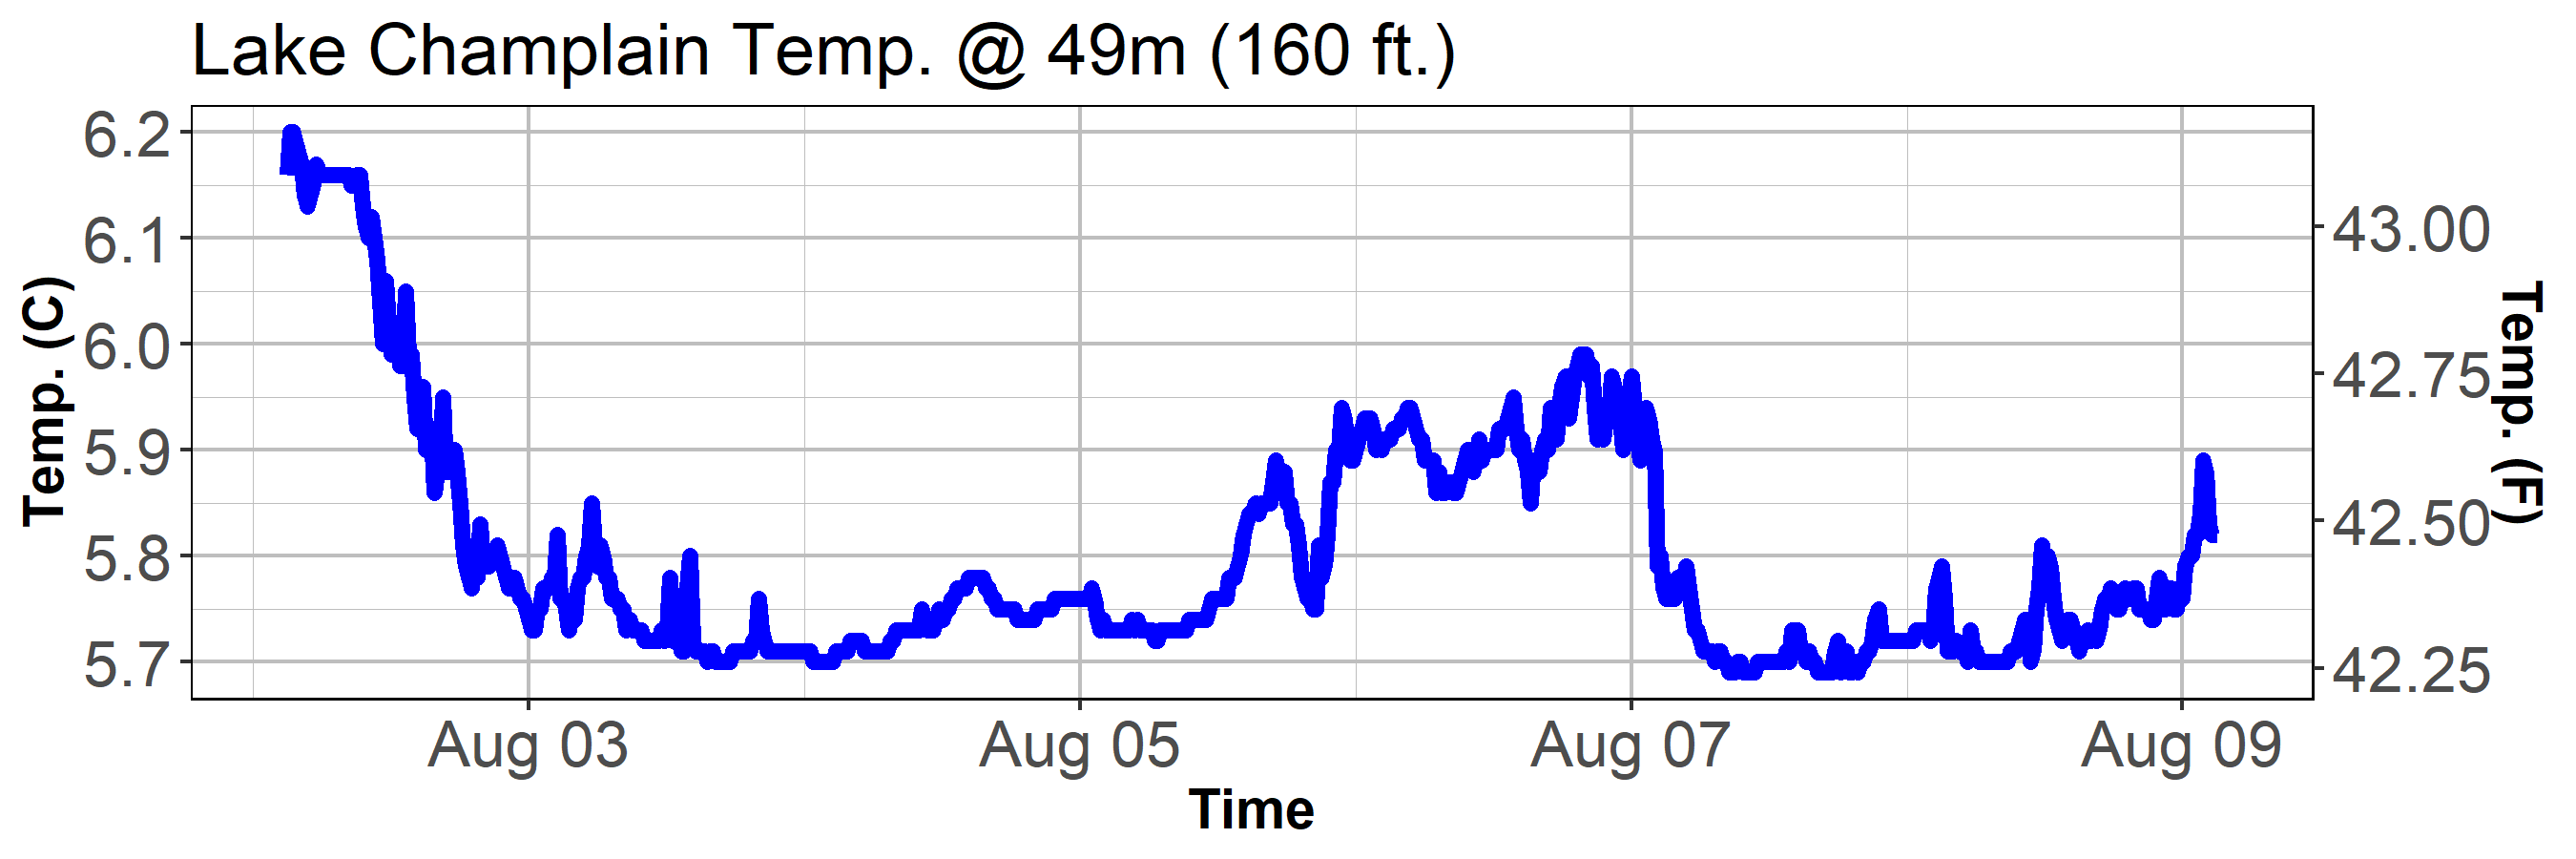 Lake Champlain Temp. @ 49m (160 ft.)
Temp. (C)
6.2
6.1
6.0
5.9
5.8
5.7
43.00
42.75
42.50
42.25
Temp. (F)
Aug 03 Aug 05 Aug 07 Aug 09
Time